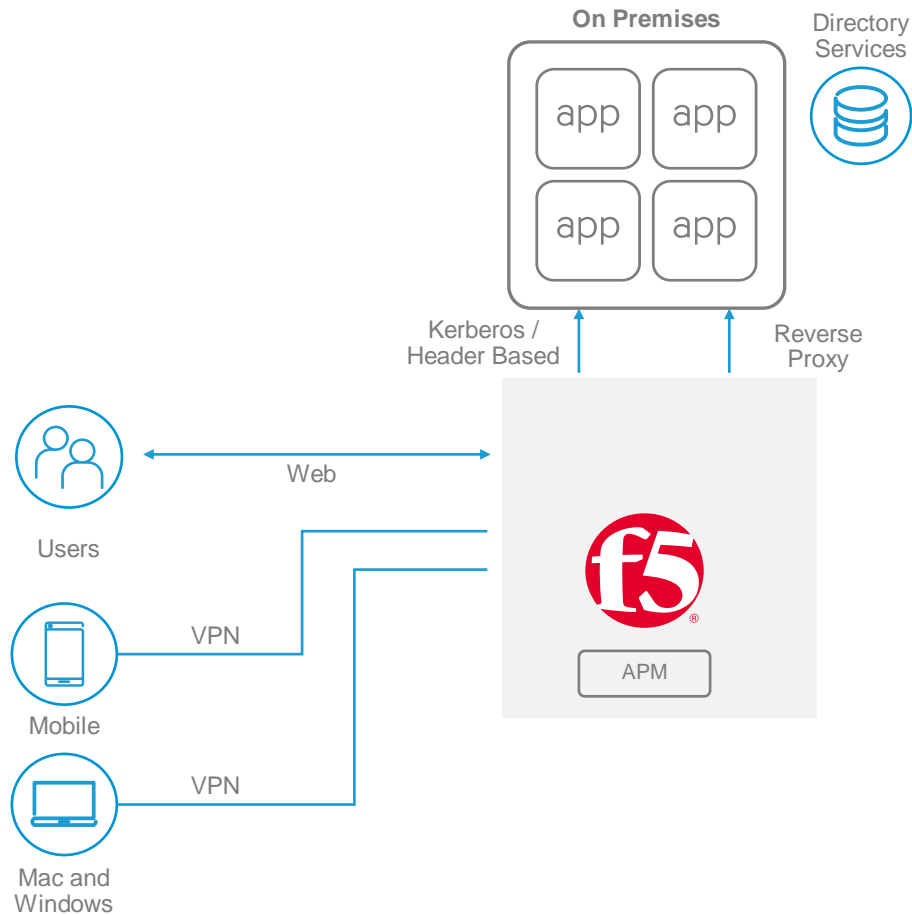 On Premises
Directory
Services
app
app
app
app
Kerberos /
Header Based
Reverse
Proxy
Web
Users
f5
®
APM
VPN
Mobile
VPN
Mac and
Windows